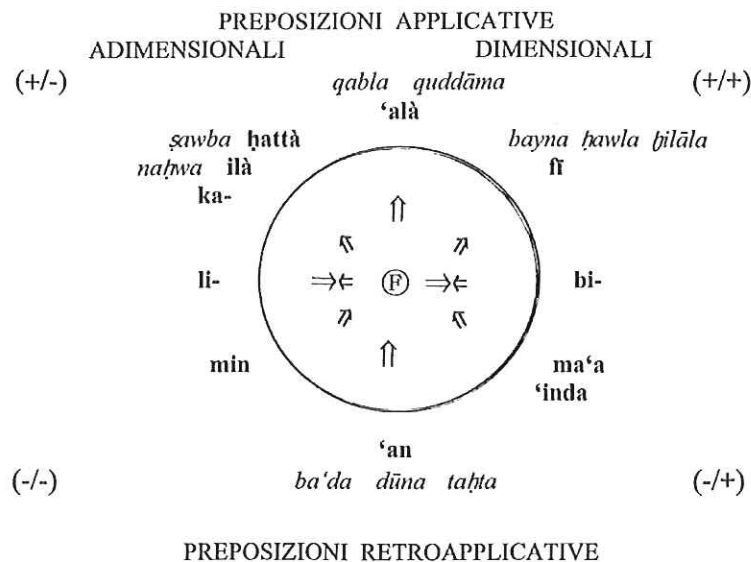 PREPOSIZIONI APPLICATIVE
ADIMENSIONALI DIMENSIONALI
(+/-) qabla quddāma (+/+)
‘alà
ṣawba ḥattà bayna ḥawla ḫilāla
naḥwa ilà fī
ka-
li- F bi-
min ma‘a
‘inda
‘an
(-/-) ba‘da dūna taḥta (-/+)
PREPOSIZIONI RETROAPPLICATIVE